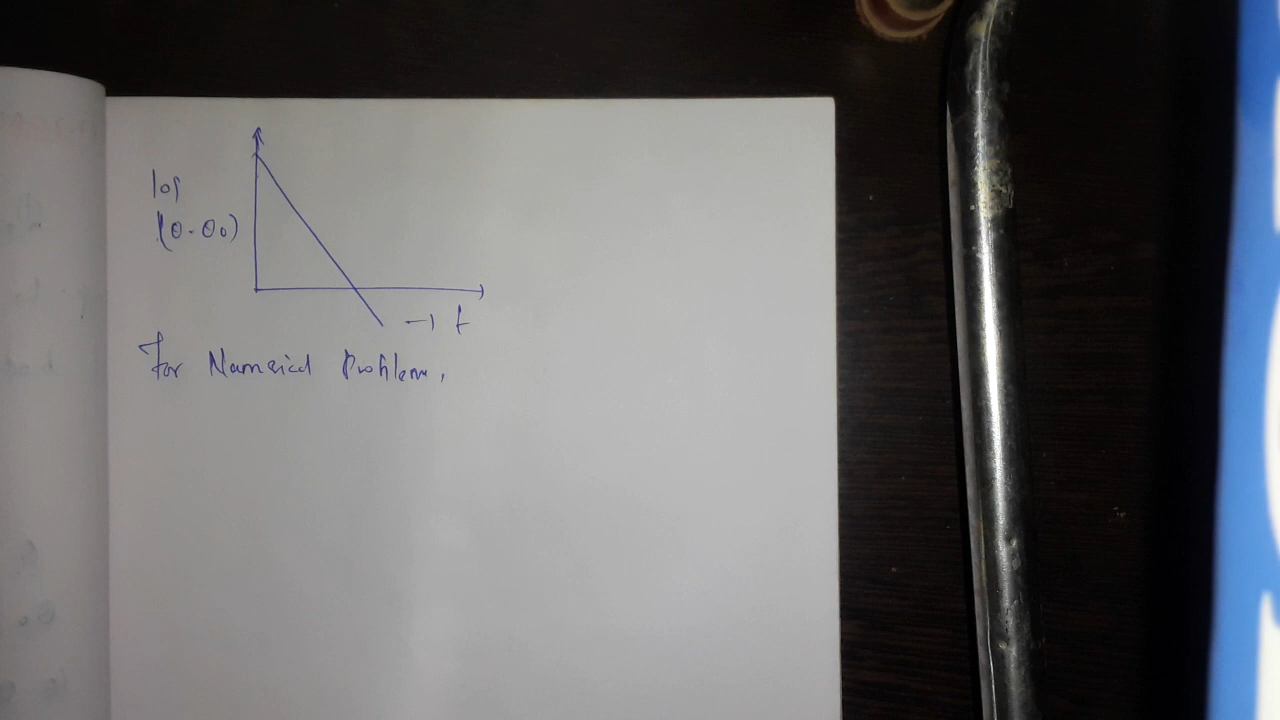 log
(θ-θ0)
→ t
For Numerical Problem,